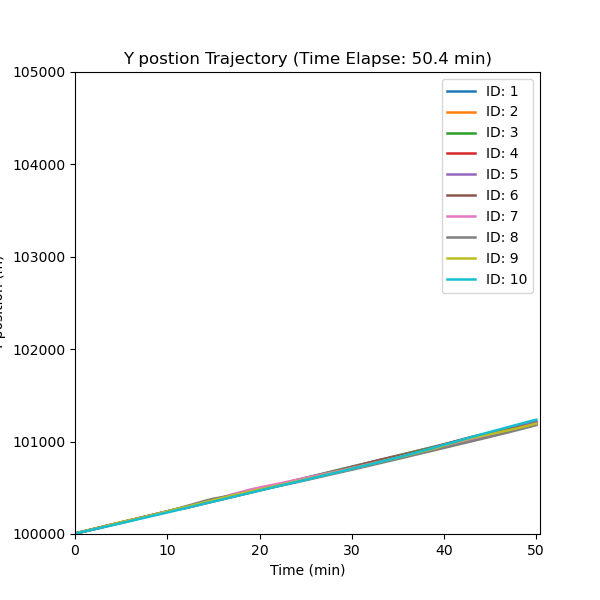 Y postion Trajectory (Time Elapse: 50.4 min)
105000
104000
103000
102000
101000
100000
0
10
20
30
40
50
Time (min)
ID: 1
ID: 2
ID: 3
ID: 4
ID: 5
ID: 6
ID: 7
ID: 8
ID: 9
ID: 10